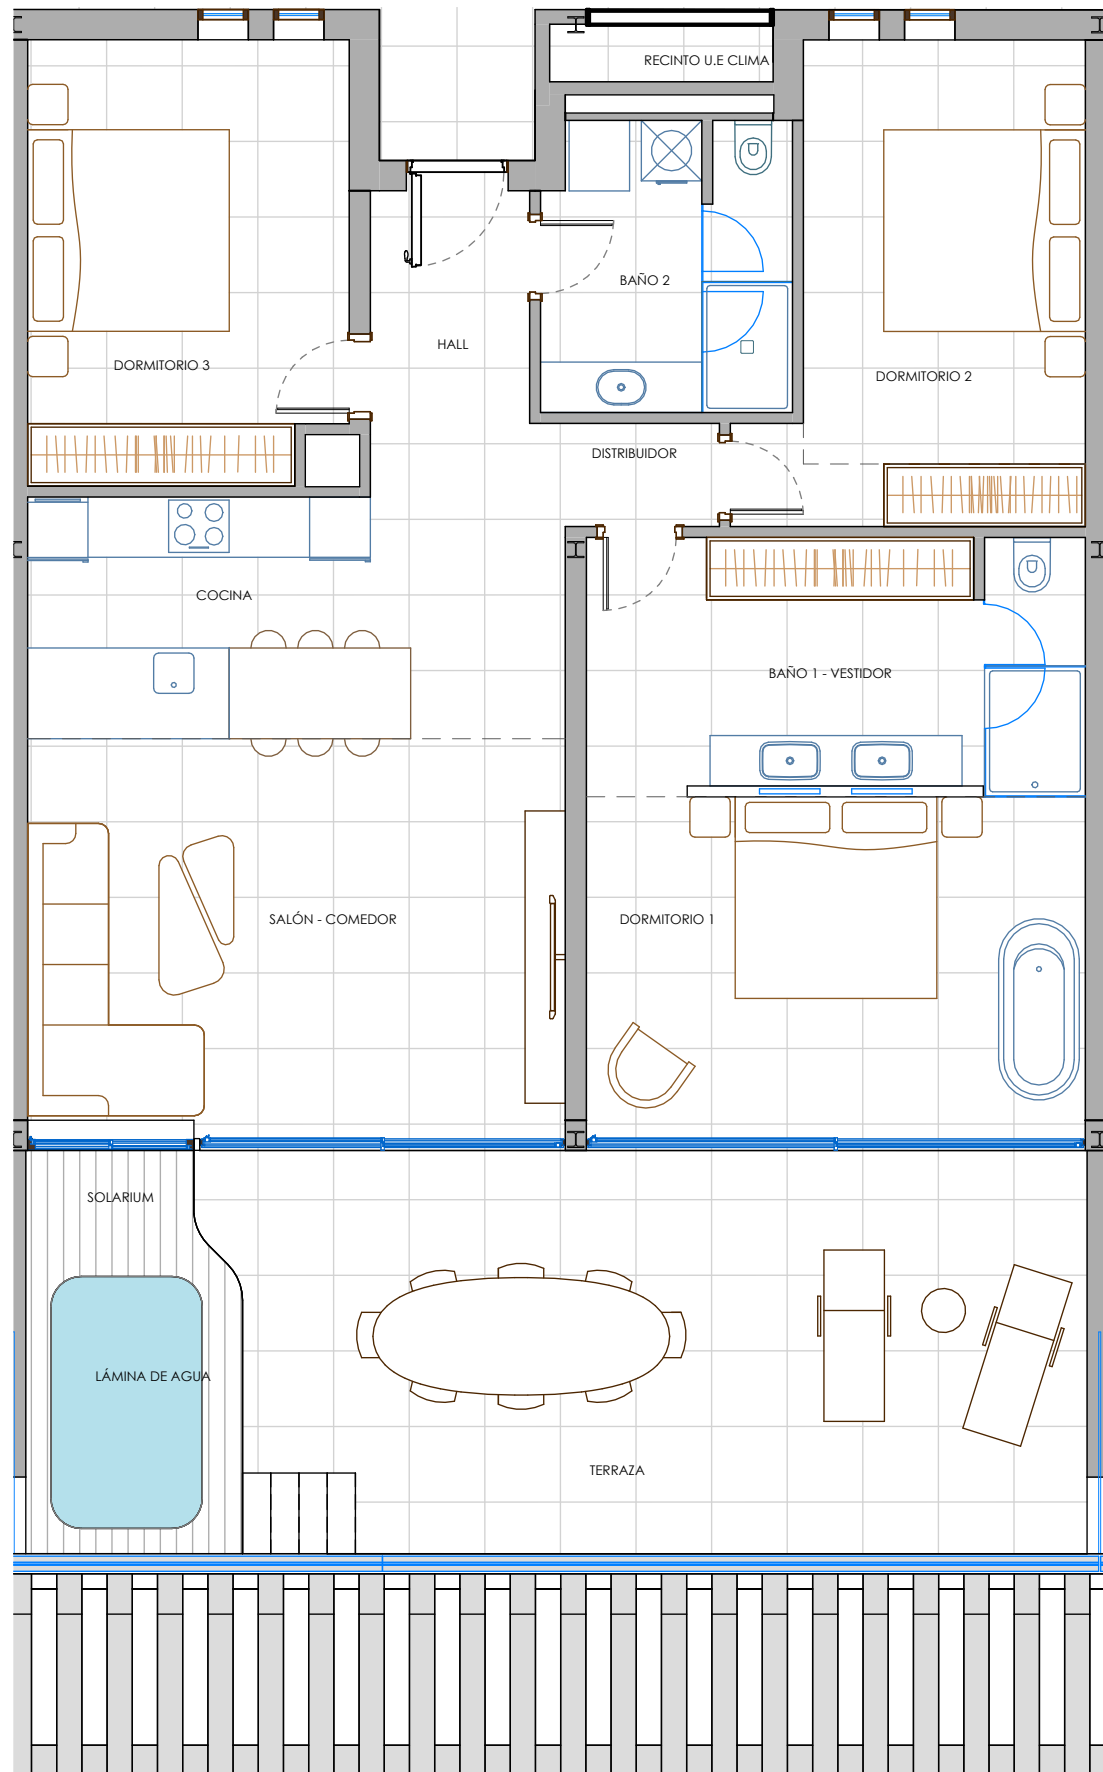 RECINTO U.E CLIMA
BAÑO 2
HALL
DORMITORIO 3
DORMITORIO 2
DISTRIBUIDOR
COCINA
BAÑO 1 - VESTIDOR
SALÓN - COMEDOR
DORMITORIO 1
SOLARIUM
LÁMINA DE AGUA
TERRAZA